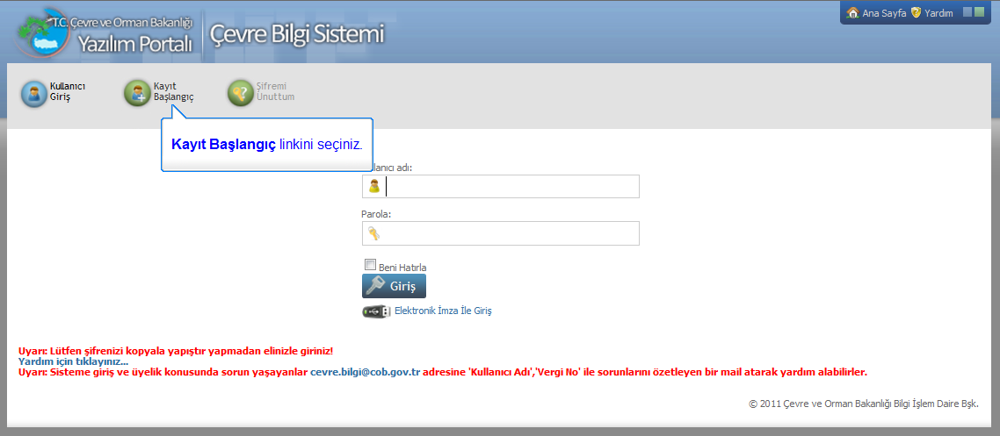 T.C. Çevre ve Orman Bakanlığı
Yazılım Portalı
Çevre Bilgi Sistemi
Ana Sayfa Yardım
Kullanıcı
Giriş
Kayıt
Başlangıç
Şifremi
Unuttum
Kayıt Başlangıç linkini seçiniz.
adı:
Parola:
Beni Hatırla
Giriş
Elektronik İmza İle Giriş
Uyarı: Lütfen şifrenizi kopyala yapıştır yapmadan elinizle giriniz!
Yardım için tıklayınız...
Uyarı: Sisteme giriş ve üyelik konusunda sorun yaşayanlar cevre.bilgi@cob.gov.tr adresine 'Kullanıcı Adı','Vergi No' ile sorunlarını özetleyen bir mail atarak yardım alabilirler.
© 2011 Çevre ve Orman Bakanlığı Bilgi İşlem Daire Bşk.